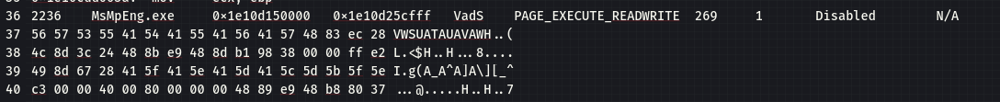 36 2236 MsMpEng.exe 0x1e10d150000 0x1e10d25cfff VadS PAGE_EXECUTE_READWRITE 269 1 Disabled N/A
37 56 57 53 55 41 54 41 55 41 56 41 57 48 83 ec 28 VWSUATAUAVAWH..(
38 4c 8d 3c 24 48 8b e9 48 8d b1 98 38 00 00 ff e2 L.<$H..H...8....
39 49 8d 67 28 41 5f 41 5e 41 5d 41 5c 5d 5b 5f 5e I.g(A_A^A]A\][_^
40 c3 00 00 40 00 80 00 00 00 48 89 e9 48 b8 80 37 ...@.....H..H..7